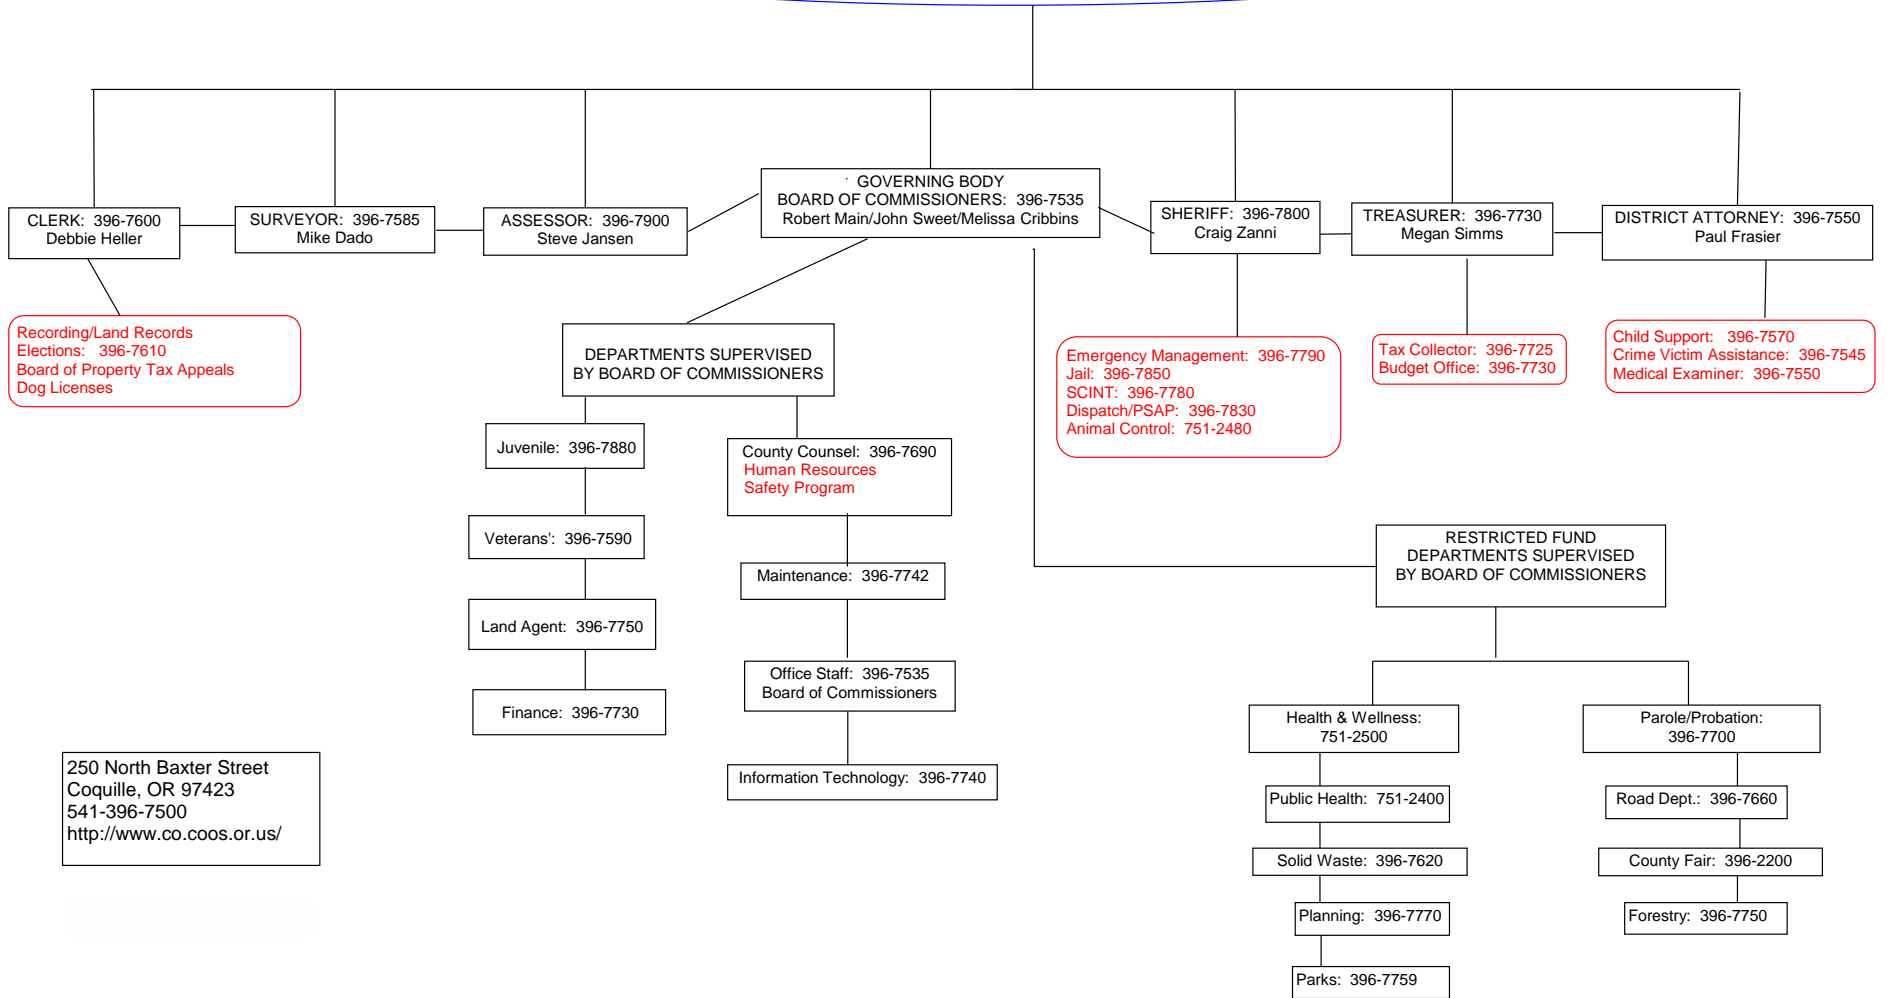 GOVERNING BODY
BOARD OF COMMISSIONERS: 396-7535
Robert Main/John Sweet/Melissa Cribbins
CLERK: 396-7600
Debbie Heller
SURVEYOR: 396-7585
Mike Dado
ASSESSOR: 396-7900
Steve Jansen
SHERIFF: 396-7800
Craig Zanni
TREASURER: 396-7730
Megan Simms
DISTRICT ATTORNEY: 396-7550
Paul Frasier
Recording/Land Records
Elections: 396-7610
Board of Property Tax Appeals
Dog Licenses
DEPARTMENTS SUPERVISED
BY BOARD OF COMMISSIONERS
Emergency Management: 396-7790
Jail: 396-7850
SCINT: 396-7780
Dispatch/PSAP: 396-7830
Animal Control: 751-2480
Tax Collector: 396-7725
Budget Office: 396-7730
Child Support: 396-7570
Crime Victim Assistance: 396-7545
Medical Examiner: 396-7550
Juvenile: 396-7880
Veterans': 396-7590
Land Agent: 396-7750
Finance: 396-7730
County Counsel: 396-7690
Human Resources
Safety Program
Maintenance: 396-7742
Office Staff: 396-7535
Board of Commissioners
Information Technology: 396-7740
RESTRICTED FUND
DEPARTMENTS SUPERVISED
BY BOARD OF COMMISSIONERS
Health & Wellness:
751-2500
Public Health: 751-2400
Solid Waste: 396-7620
Planning: 396-7770
Parks: 396-7759
Parole/Probation:
396-7700
Road Dept.: 396-7660
County Fair: 396-2200
Forestry: 396-7750
250 North Baxter Street
Coquille, OR 97423
541-396-7500
http://www.co.coos.or.us/